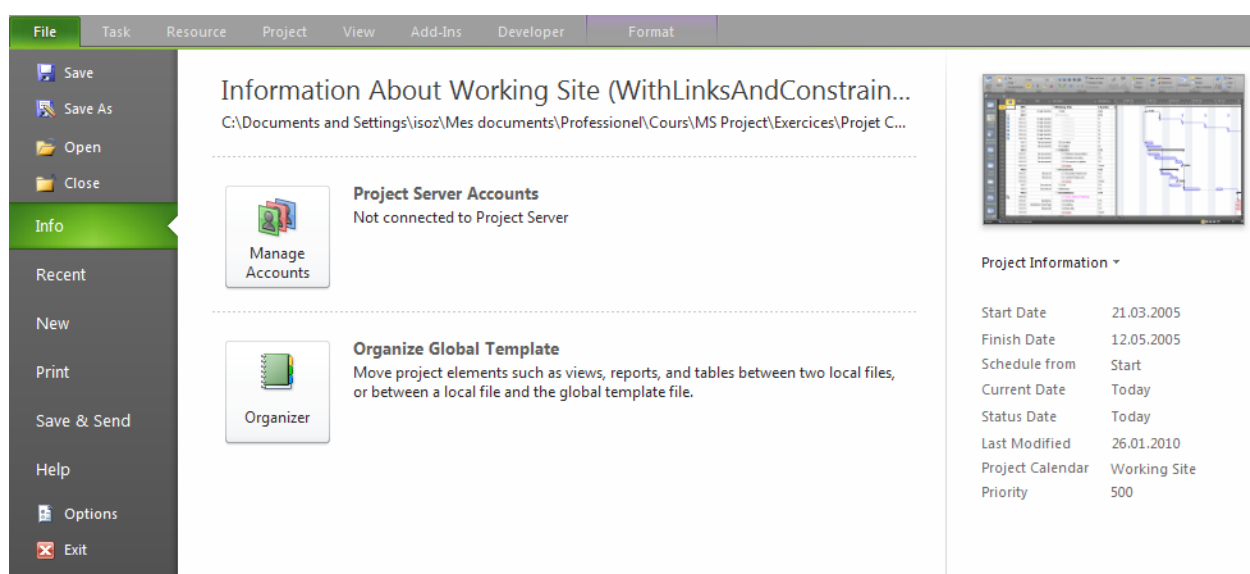 File Task Resource Project View Add-Ins Developer Format
Save
Save As
Open
Close
Info
Recent
New
Print
Save & Send
Help
Options
Exit
Information About Working Site (WithLinksAndConstrain...
C:\Documents and Settings\isoz\Mes documents\Professionel\Cours\MS Project\Exercices\Projet C...
Manage
Accounts
Project Server Accounts
Not connected to Project Server
Organizer
Organize Global Template
Move project elements such as views, reports, and tables between two local files,
or between a local file and the global template file.
Project Information
Start Date 21.03.2005
Finish Date 12.05.2005
Schedule from Start
Current Date Today
Status Date Today
Last Modified 26.01.2010
Project Calendar Working Site
Priority 500